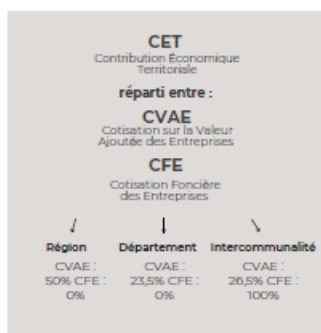 CET
Contribution Économique
Territoriale
réparti entre :
CVAE
Cotisation sur la Valeur
Ajoutée des Entreprises
CFE
Cotisation Foncière
des Entreprises
Région Département Intercommunalité
CVAE : CVAE : CVAE :
50% CFE : 23,5% CFE : 26,5% CFE :
0% 0% 100%